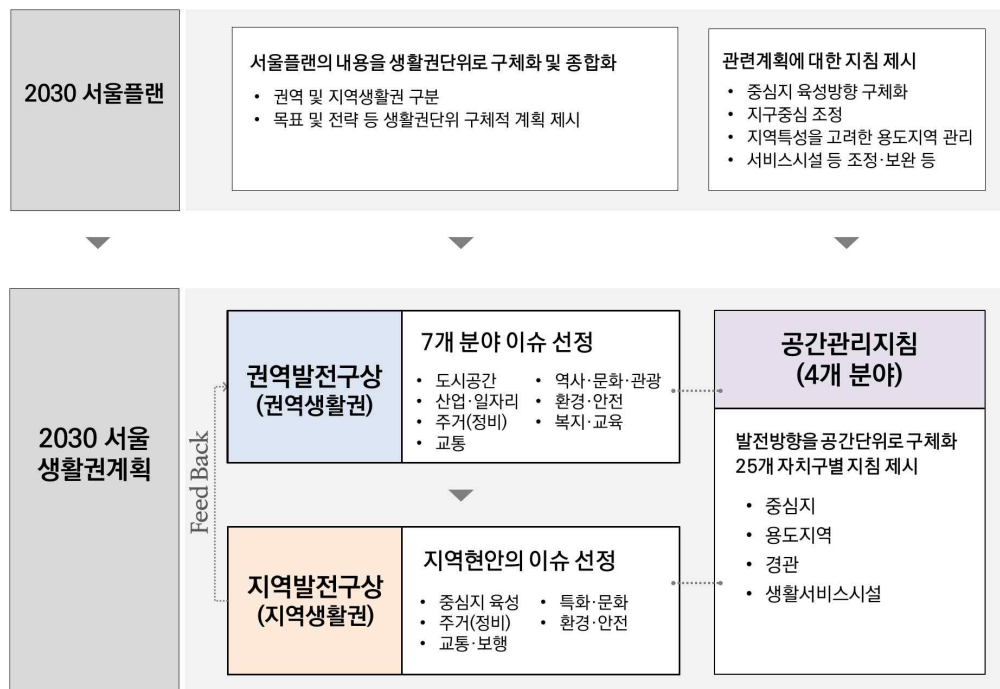 2030 서울플랜
서울플랜의 내용을 생활권단위로 구체화 및 종합화
• 권역 및 지역생활권 구분
• 목표 및 전략 등 생활권단위 구체적 계획 제시
관련계획에 대한 지침 제시
• 중심지 육성방향 구체화
• 지구중심 조정
• 지역특성을 고려한 용도지역 관리
• 서비스시설 등 조정·보완 등
2030 서울
생활권계획
Feed Back
권역발전구상
(권역생활권)
7개 분야 이슈 선정
• 도시공간
• 산업·일자리
• 주거(정비)
• 교통
• 역사·문화·관광
• 환경·안전
• 복지·교육
지역발전구상
(지역생활권)
지역현안의 이슈 선정
• 중심지 육성
• 주거(정비)
• 교통·보행
• 특화·문화
• 환경·안전
공간관리지침
(4개 분야)
발전방향을 공간단위로 구체화
25개 자치구별 지침 제시
• 중심지
• 용도지역
• 경관
• 생활서비스시설